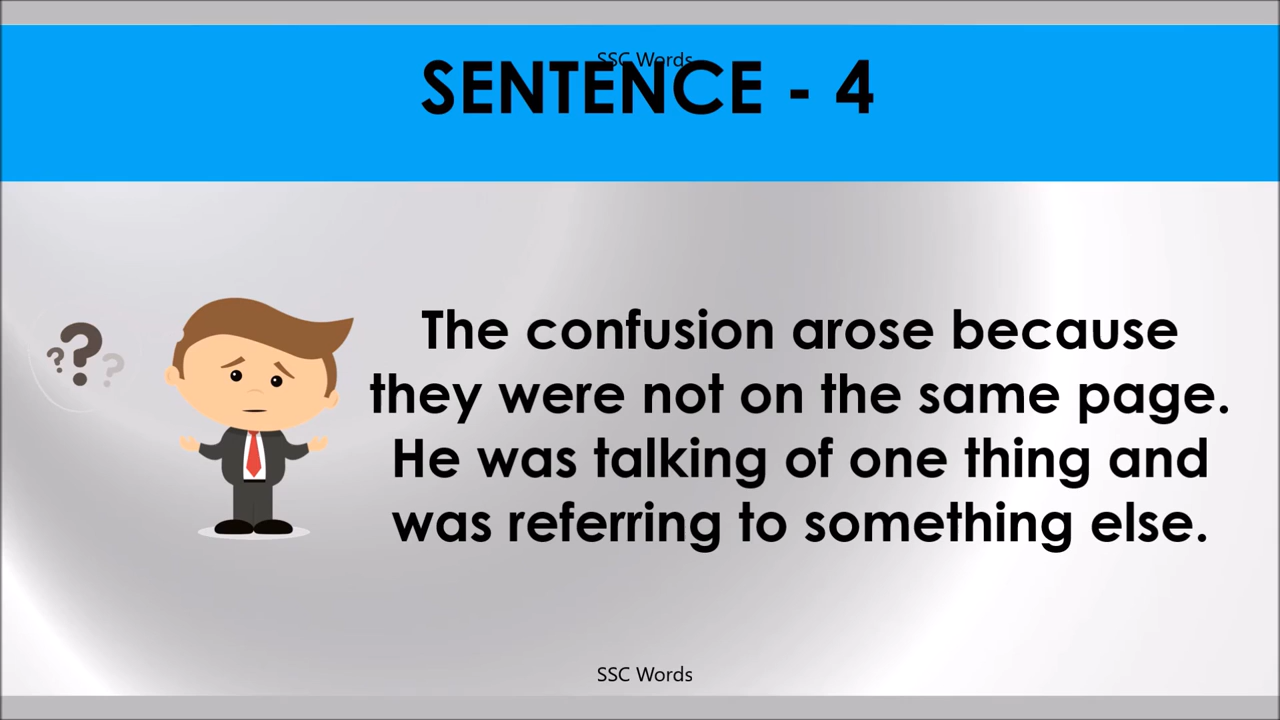 SSC Words
SENTENCE - 4
The confusion arose because
they were not on the same page.
He was talking of one thing and
was referring to something else.
SSC Words